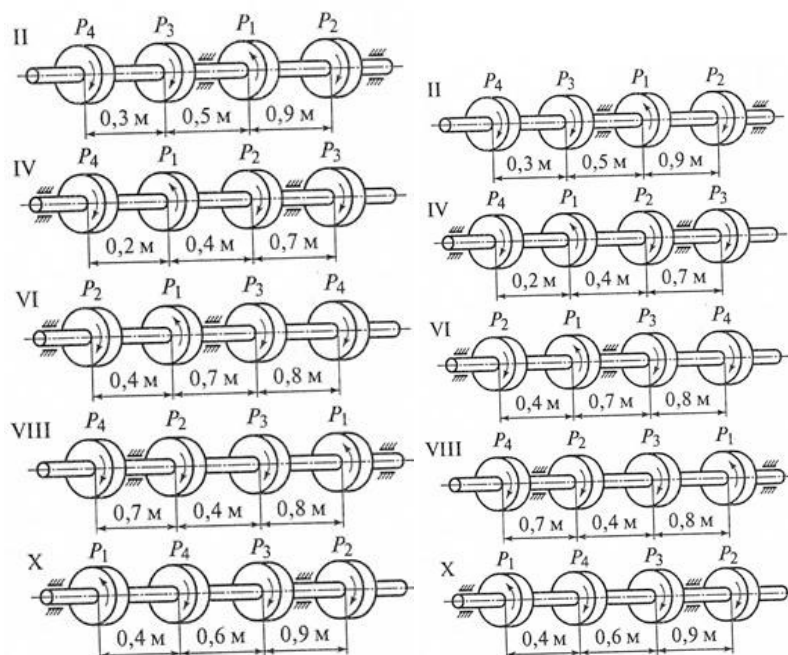 II
P4 P3 P1 P2
0,3 м 0,5 м 0,9 м
IV
P4 P1 P2 P3
0,2 м 0,4 м 0,7 м
VI
P2 P1 P3 P4
0,4 м 0,7 м 0,8 м
VIII
P4 P2 P3 P1
0,7 м 0,4 м 0,8 м
X
P1 P4 P3 P2
0,4 м 0,6 м 0,9 м
II
P4 P3 P1 P2
0,3 м 0,5 м 0,9 м
IV
P4 P1 P2 P3
0,2 м 0,4 м 0,7 м
VI
P2 P1 P3 P4
0,4 м 0,7 м 0,8 м
VIII
P4 P2 P3 P1
0,7 м 0,4 м 0,8 м
X
P1 P4 P3 P2
0,4 м 0,6 м 0,9 м